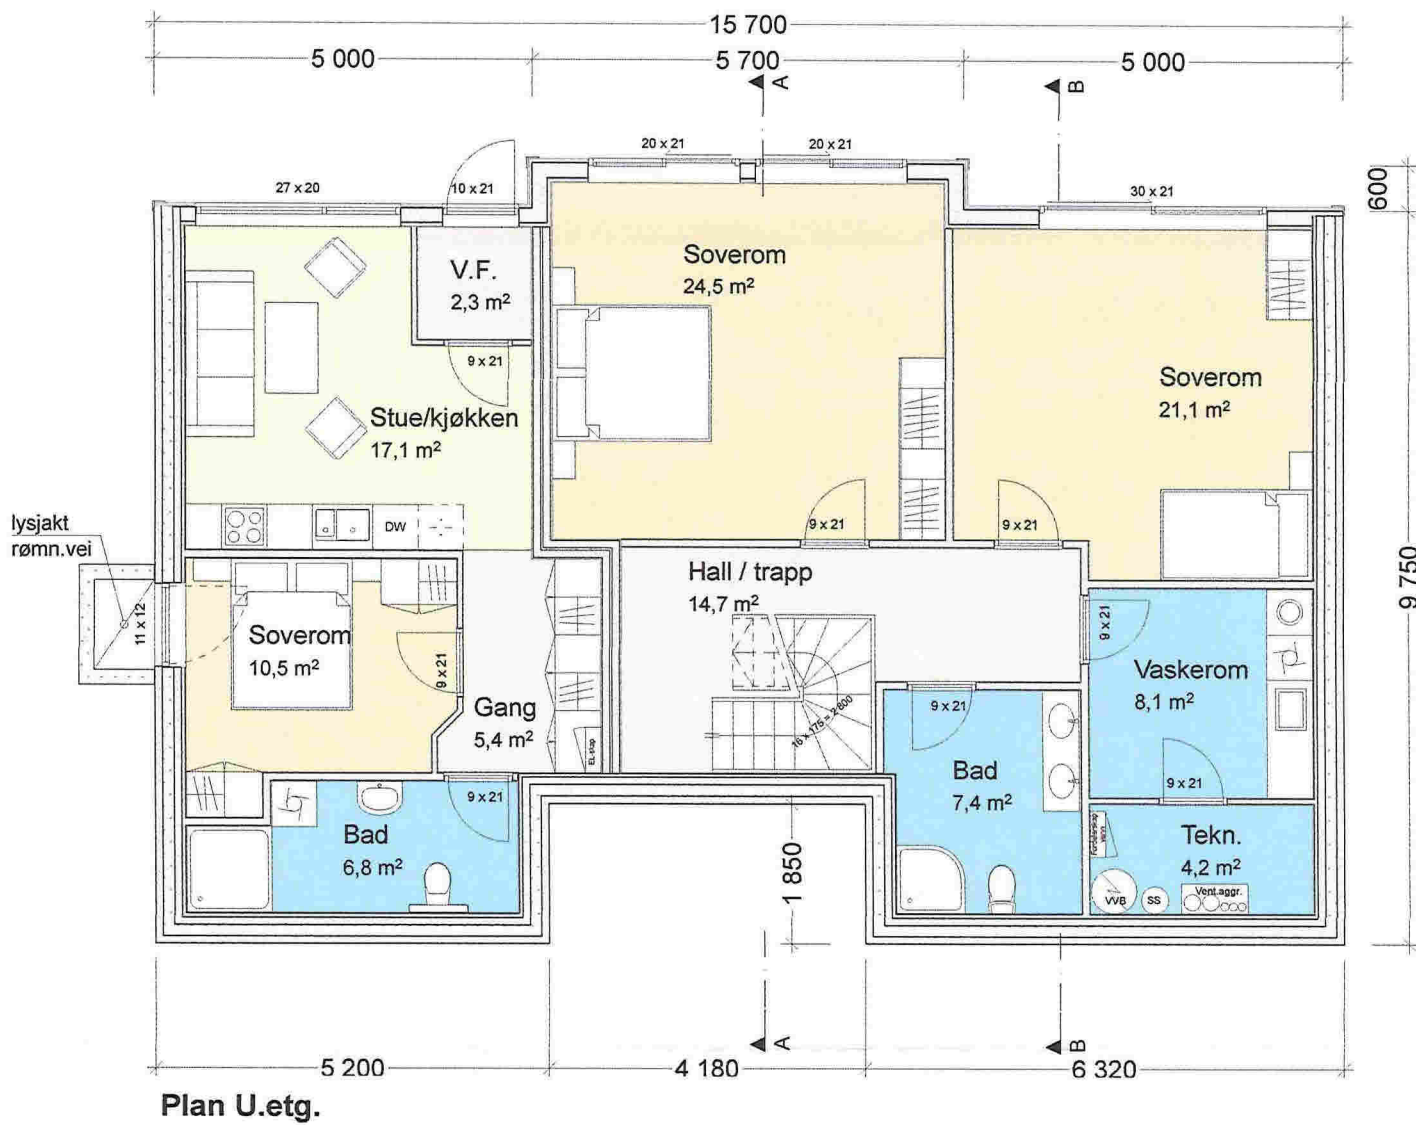 15 700
5 000
5 700
5 000
A
B
20 x 21
20 x 21
27 x 20
10 x 21
30 x 21
600
V.F.
2,3 m²
Soverom
24,5 m²
9 x 21
Soverom
21,1 m²
Stue/kjøkken
17,1 m²
DW
9 x 21
9 x 21
lysjakt
rømn.vei
11 x 12
Hall / trapp
14,7 m²
9 750
Soverom
10,5 m²
9 x 21
9 x 21
Vaskerom
8,1 m²
Gang
5,4 m²
EL-skap
16 x 175 = 2 800
9 x 21
Bad
7,4 m²
9 x 21
9 x 21
Bad
6,8 m²
1 850
Fordelerskap
vann
Tekn.
4,2 m²
VVB
SS
Vent.aggr.
A
B
5 200
4 180
6 320
Plan U.etg.